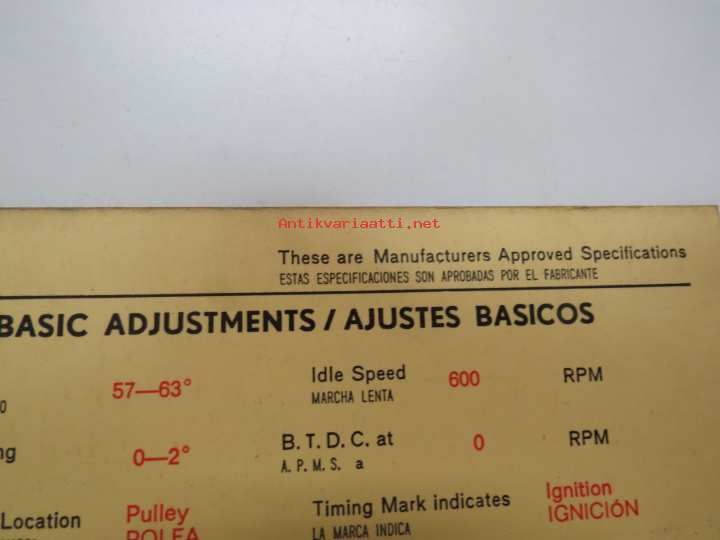 Antikvariaatti.net
These are Manufacturers Approved Specifications
ESTAS ESPECIFICACIONES SON APROBADAS POR EL FABRICANTE
BASIC ADJUSTMENTS / AJUSTES BASICOS
57—63° Idle Speed 600 RPM
MARCHA LENTA
0—2° B. T. D. C. at 0 RPM
A. P. M. S. a
Location Pulley Timing Mark indicates Ignition
POLEA LA MARCA INDICA IGNICIÓN